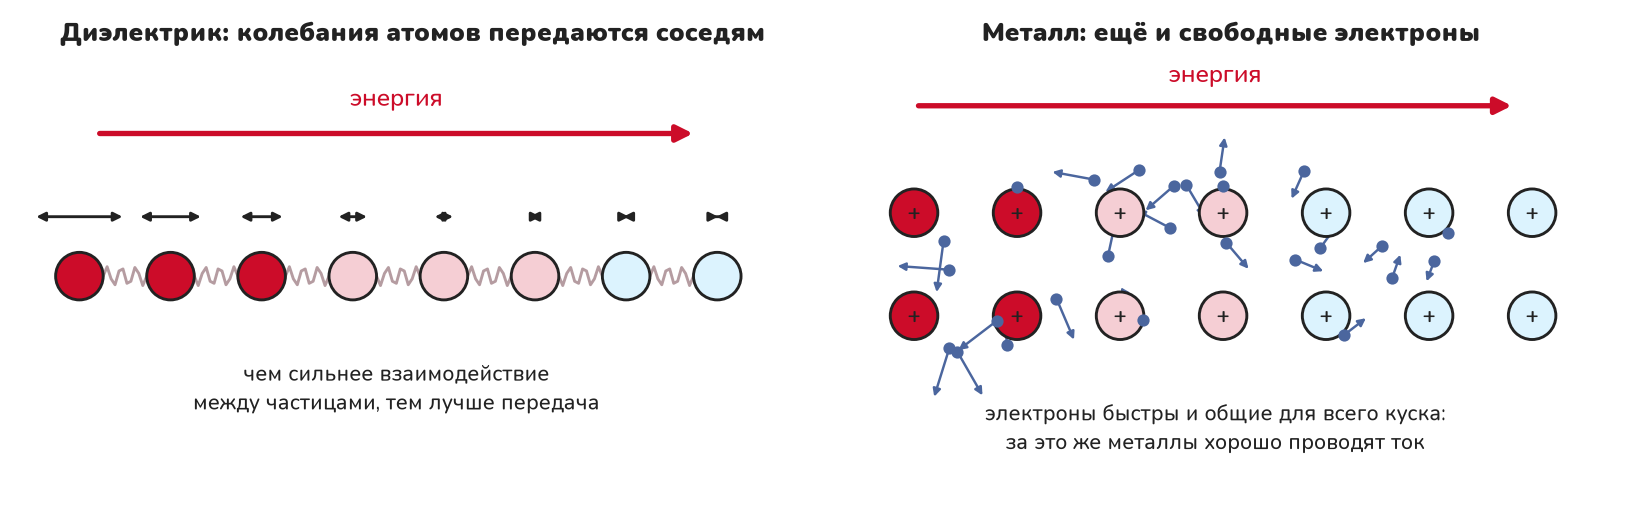 Диэлектрик: колебания атомов передаются соседям
энергия
чем сильнее взаимодействие
между частицами, тем лучше передача
Металл: ещё и свободные электроны
энергия
+ + + + + + +
+ + + + + + +
электроны быстры и общие для всего куска:
за это же металлы хорошо проводят ток